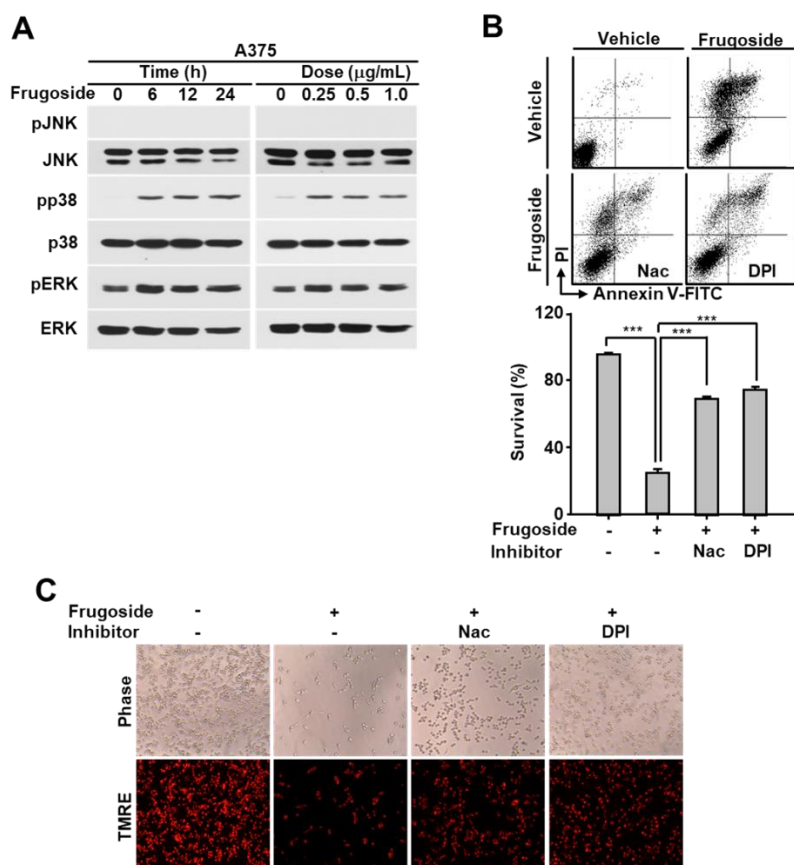 A
A375
Time (h) Dose (μg/mL)
Frugoside 0 6 12 24 0 0.25 0.5 1.0
pJNK
JNK
pp38
p38
pERK
ERK
B
Vehicle Frugoside
Vehicle
Frugoside
PI
Nac DPI
Annexin V-FITC
120
80
40
0
Survival (%)
*** *** ***
Frugoside - + + +
Inhibitor - - Nac DPI
C
Frugoside - + + +
Inhibitor - - Nac DPI
Phase
TMRE